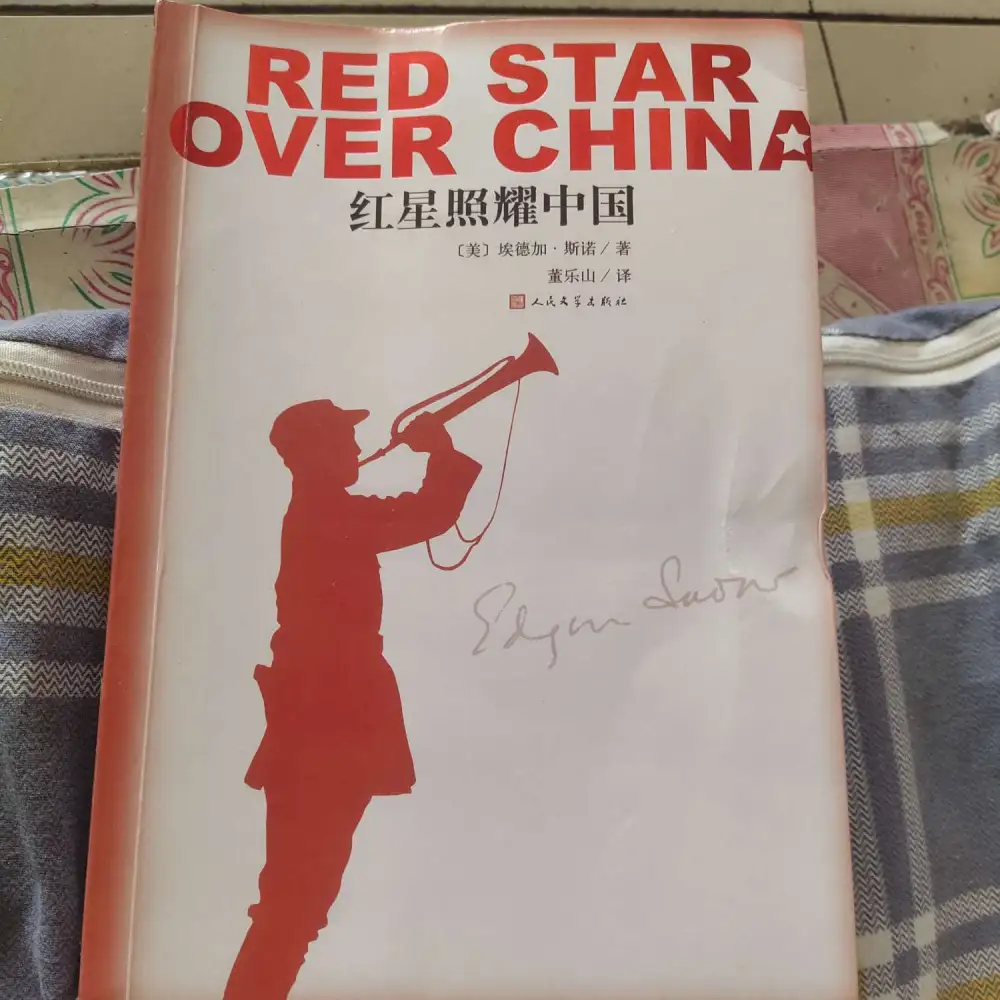 RED STAR
OVER CHINA
红星照耀中国
〔美〕埃德加·斯诺/著
董乐山/译
人民文学出版社
Edgar Snow